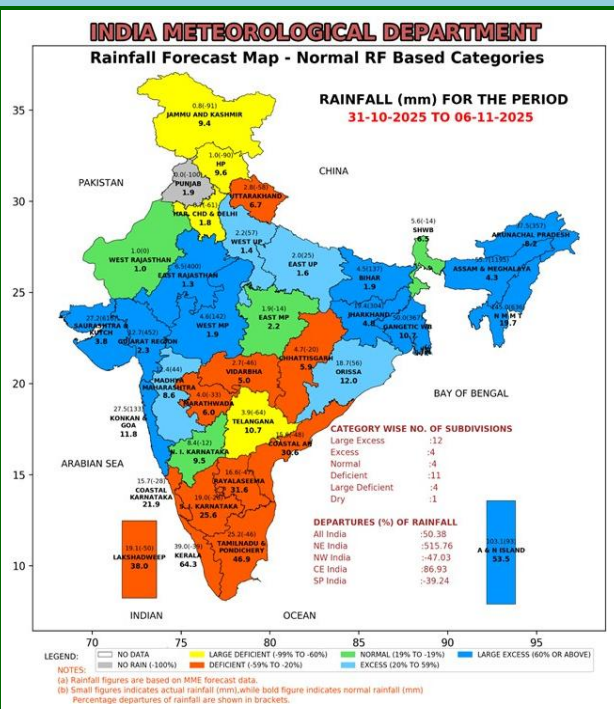 INDIA METEOROLOGICAL DEPARTMENT
Rainfall Forecast Map - Normal RF Based Categories
RAINFALL (mm) FOR THE PERIOD
31-10-2025 TO 06-11-2025
35
30
25
20
15
10
70
75
80
85
90
95
0.8(-91)
JAMMU AND KASHMIR
9.4
1.0(-90)
HP
9.6
0.0(-100)
PUNJAB
1.9
2.8(-58)
UTTARAKHAND
6.7
HAR, CHD & DELHI
1.8
CHINA
PAKISTAN
1.0(0)
WEST RAJASTHAN
1.0
6.5(400)
EAST RAJASTHAN
1.3
2.2(57)
WEST UP
1.4
2.0(25)
EAST UP
1.6
5.6(-14)
SHWB
6.5
ARUNACHAL PRADESH
8.2
ASSAM & MEGHALAYA
4.3
N M M T
19.7
4.5(137)
BIHAR
1.9
JHARKHAND
4.8
GANGETIC WB
10.7
SAURASHTRA &
KUTCH
3.8
12.7(452)
GUJARAT REGION
2.3
4.6(142)
WEST MP
1.9
1.9(-14)
EAST MP
2.2
4.7(-20)
CHHATTISGARH
5.9
18.7(56)
ORISSA
12.0
2.7(-46)
VIDARBHA
5.0
12.4(44)
MADHYA
MAHARASHTRA
8.6
4.0(-33)
MARATHWADA
6.0
3.9(-64)
TELANGANA
10.7
COASTAL AP
30.6
27.5(133)
KONKAN &
GOA
11.8
8.4(-12)
N. I. KARNATAKA
9.5
RAYALASEEMA
31.6
15.7(-28)
COASTAL
KARNATAKA
21.9
S. I. KARNATAKA
25.6
25.2(-46)
TAMILNADU &
PONDICHERY
46.9
39.0(-39)
KERALA
64.3
19.1(-50)
LAKSHADWEEP
38.0
103.1(93)
A & N ISLAND
53.5
BAY OF BENGAL
ARABIAN SEA
INDIAN
OCEAN
CATEGORY WISE NO. OF SUBDIVISIONS
Large Excess :12
Excess :4
Normal :4
Deficient :11
Large Deficient :4
Dry :1
DEPARTURES (%) OF RAINFALL
All India :50.38
NE India :515.76
NW India :-47.03
CE India :86.93
SP India :-39.24
LEGEND:
NO DATA
NO RAIN (-100%)
LARGE DEFICIENT (-99% TO -60%)
DEFICIENT (-59% TO -20%)
NORMAL (19% TO -19%)
EXCESS (20% TO 59%)
LARGE EXCESS (60% OR ABOVE)
NOTES:
(a) Rainfall figures are based on MME forecast data.
(b) Small figures indicates actual rainfall (mm),while bold figure indicates normal rainfall (mm)
Percentage departures of rainfall are shown in brackets.